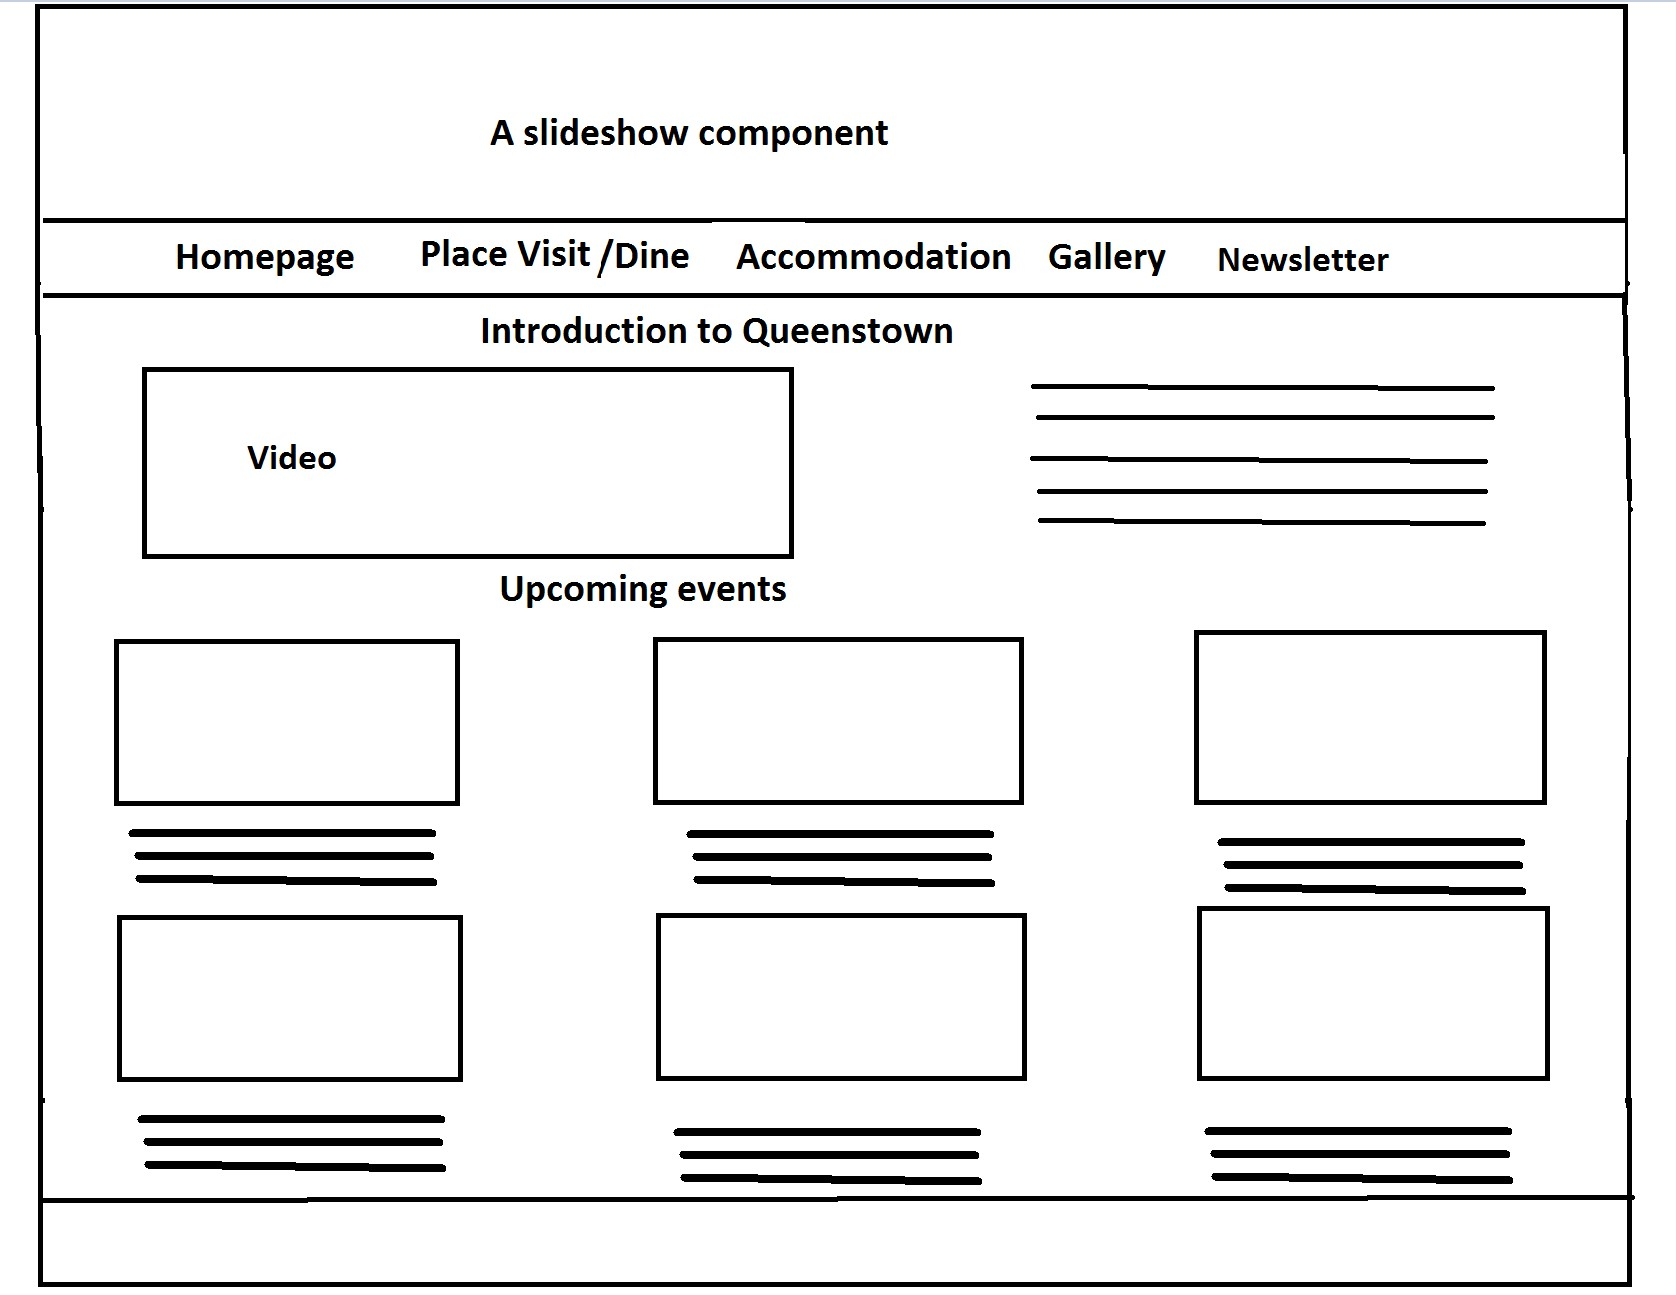 A slideshow component
Homepage Place Visit /Dine Accommodation Gallery Newsletter
Introduction to Queenstown
Video
Upcoming events